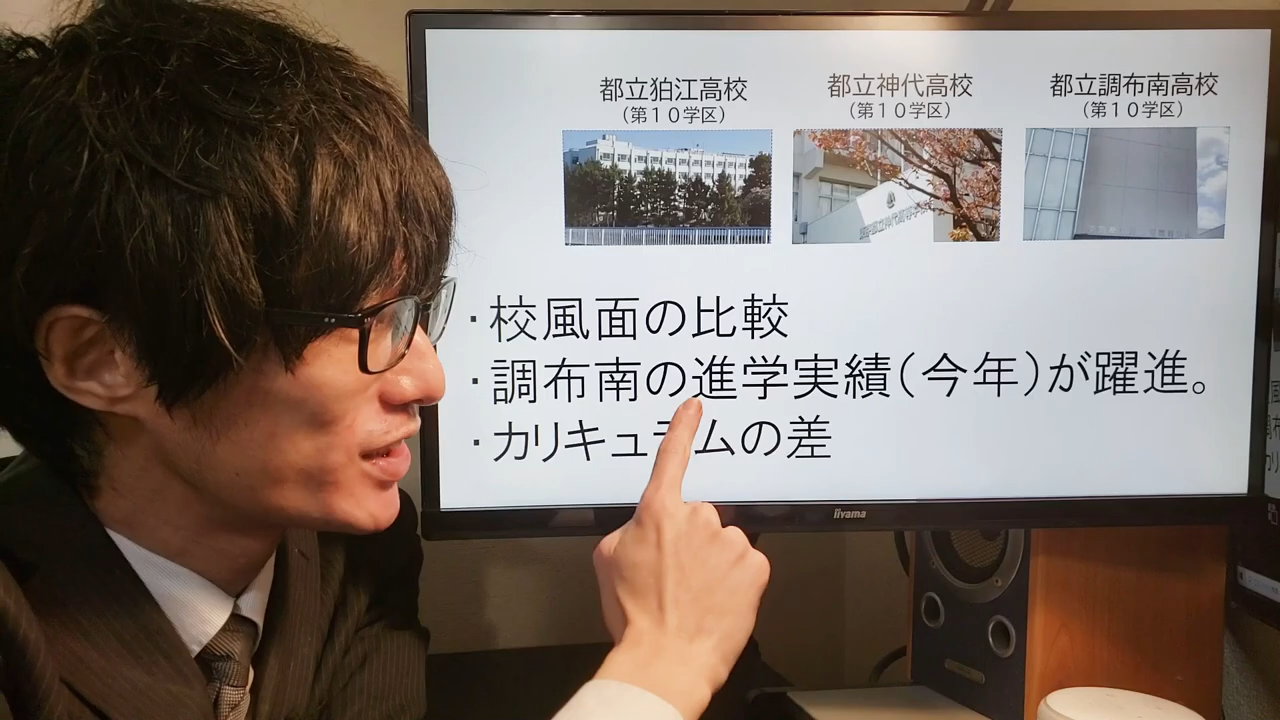 都立狛江高校
（第１０学区）
都立神代高校
（第１０学区）
都立調布南高校
（第１０学区）
・校風面の比較
・調布南の進学実績（今年）が躍進。
・カリキュラムの差
iiyama